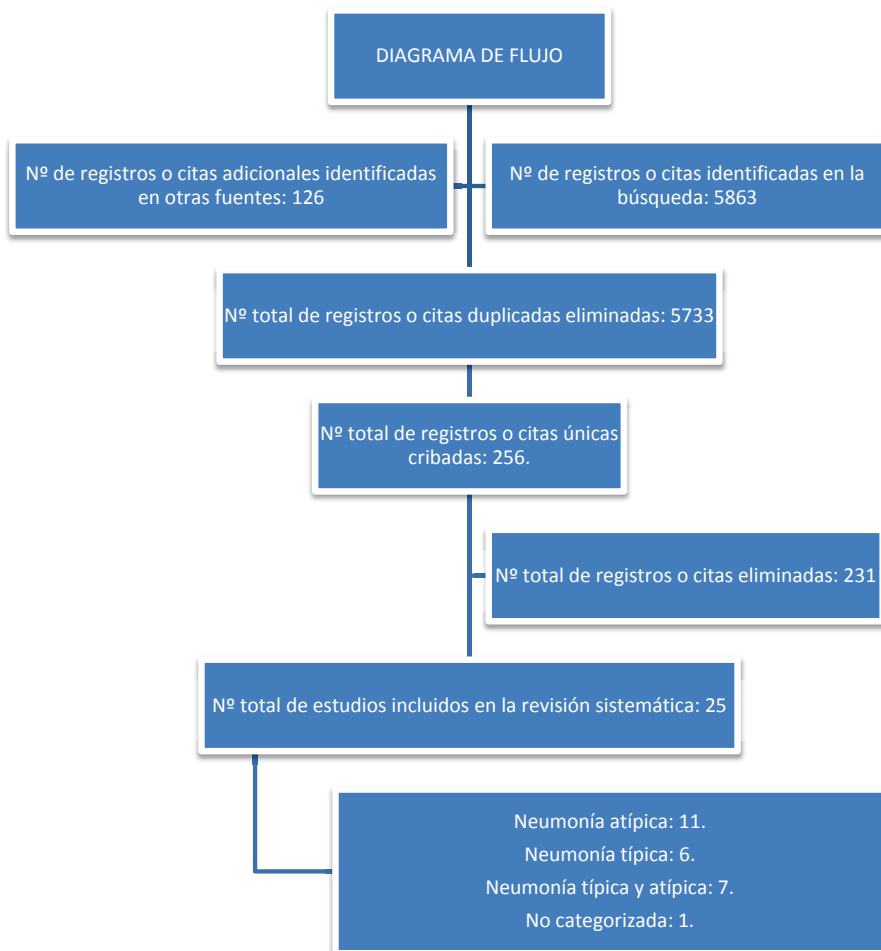 DIAGRAMA DE FLUJO
Nº de registros o citas adicionales identificadas
en otras fuentes: 126
Nº de registros o citas identificadas en la
búsqueda: 5863
Nº total de registros o citas duplicadas eliminadas: 5733
Nº total de registros o citas únicas
cribadas: 256.
Nº total de registros o citas eliminadas: 231
Nº total de estudios incluidos en la revisión sistemática: 25
Neumonía atípica: 11.
Neumonía típica: 6.
Neumonía típica y atípica: 7.
No categorizada: 1.